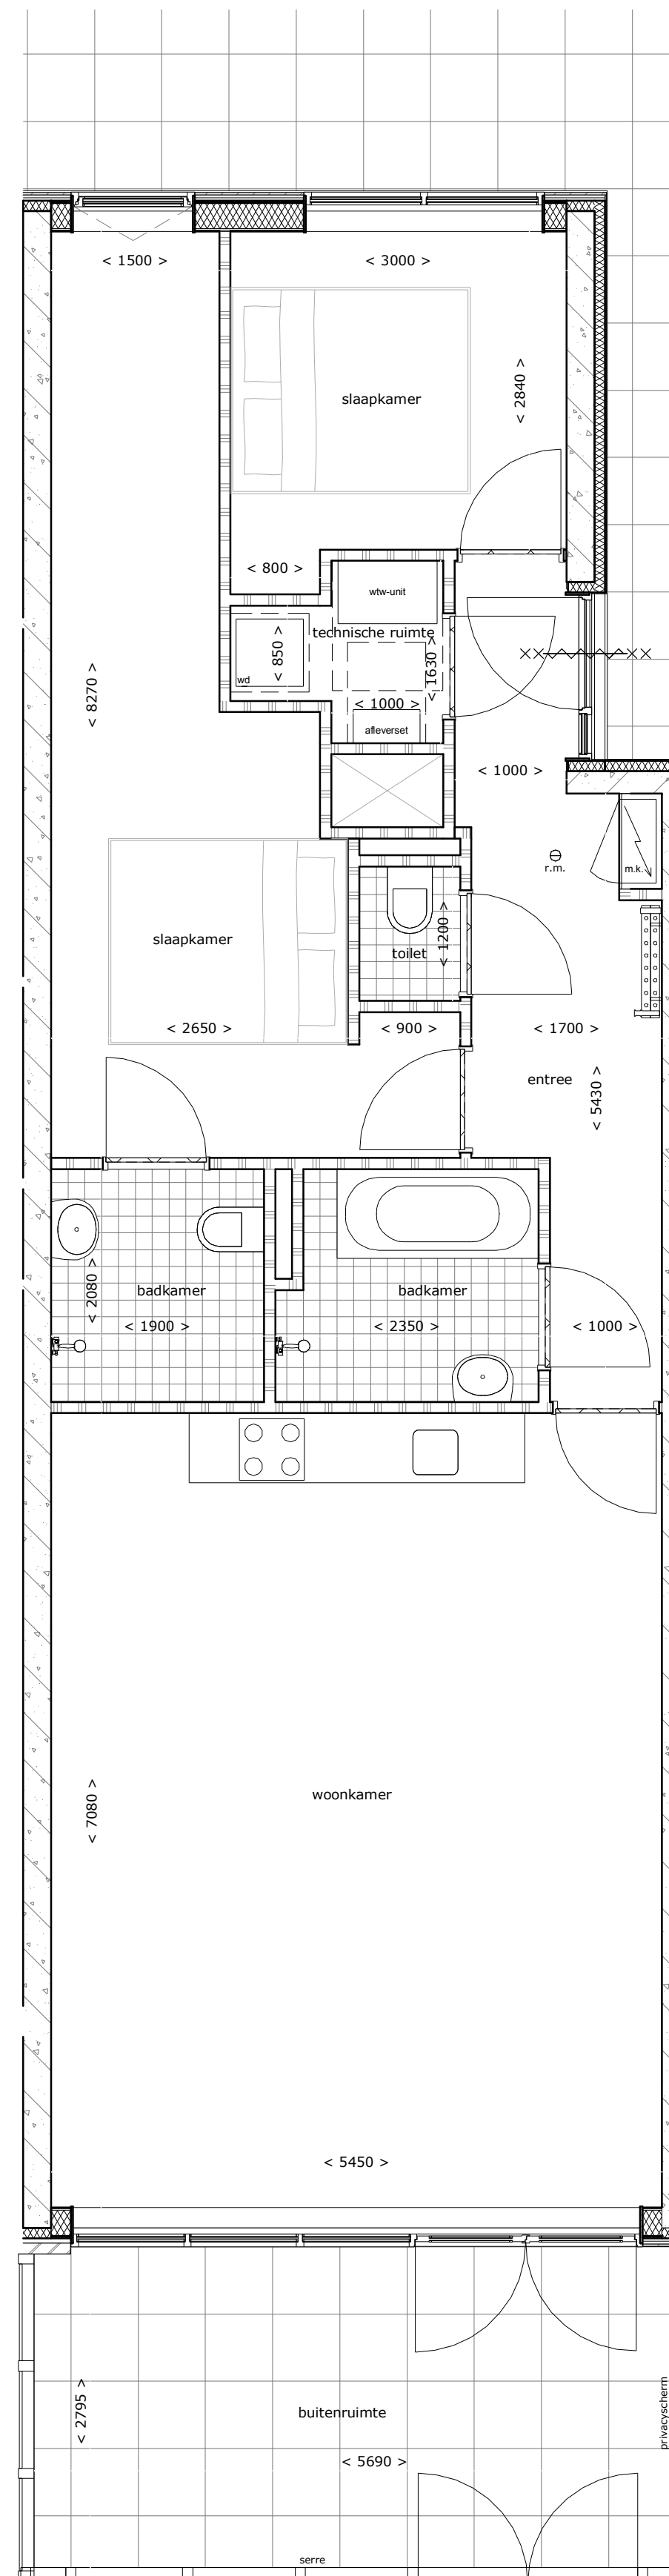 < 1500 >
< 3000 >
< 2840 >
slaapkamer
< 800 >
wtw-unit
technische ruimte
< 850 >
< 1630 >
wd
< 8270 >
< 1000 >
afleverset
< 1000 >
r.m.
m.k.
slaapkamer
toilet
< 1200 >
< 2650 >
< 900 >
< 1700 >
entree
< 5430 >
badkamer
< 2080 >
< 1900 >
badkamer
< 2350 >
< 1000 >
woonkamer
< 7080 >
< 5450 >
buitenruimte
< 2795 >
privacyscherm
< 5690 >
serre